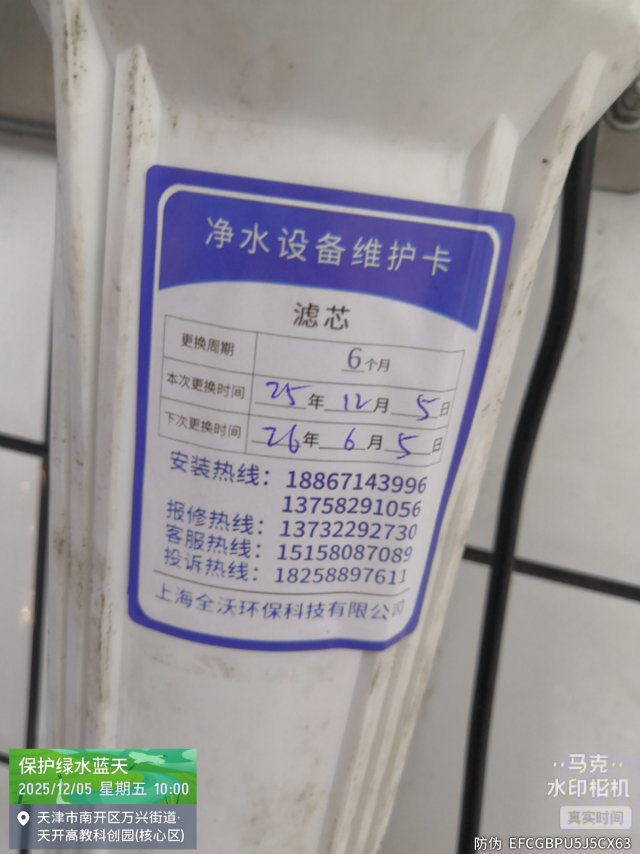 净水设备维护卡
滤芯
更换周期 6个月
本次更换时间 25年12月5日
下次更换时间 26年6月5日
安装热线：18867143996
13758291056
报修热线：13732292730
客服热线：15158087089
投诉热线：18258897611
上海全沃环保科技有限公司
保护绿水蓝天
2025/12/05 星期五 10:00
天津市南开区万兴街道·
天开高教科创园(核心区)
马克
水印相机
真实时间
防伪 EFCGBPU5J5CX63